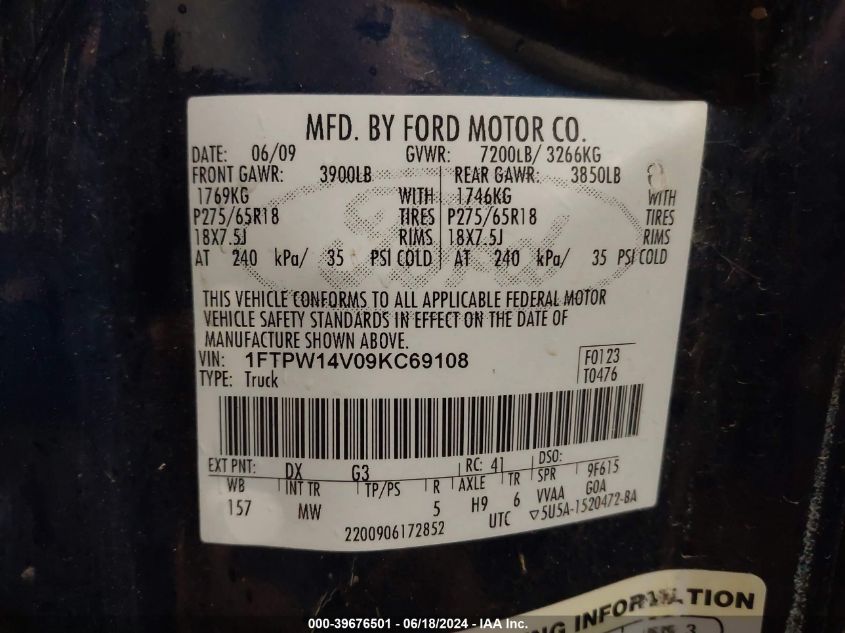 MFD. BY FORD MOTOR CO.
DATE: 06/09 GVWR: 7200LB/ 3266KG
FRONT GAWR: 3900LB REAR GAWR: 3850LB
1769KG WITH 1746KG WITH
P275/65R18 TIRES P275/65R18 TIRES
18X7.5J RIMS 18X7.5J RIMS
AT 240 kPa/ 35 PSI COLD AT 240 kPa/ 35 PSI COLD
THIS VEHICLE CONFORMS TO ALL APPLICABLE FEDERAL MOTOR
VEHICLE SAFETY STANDARDS IN EFFECT ON THE DATE OF
MANUFACTURE SHOWN ABOVE.
VIN: 1FTPW14V09KC69108 F0123
TYPE: Truck T0476
EXT PNT: DX G3 RC: 41 DSO:
WB INT TR TP/PS R AXLE TR SPR 9F615
157 MW 5 H9 6 VVAA GOA
2200906172852 UTC ▽5U5A-1520472-BA
INFORMATION
000-39676501 - 06/18/2024 - IAA Inc.